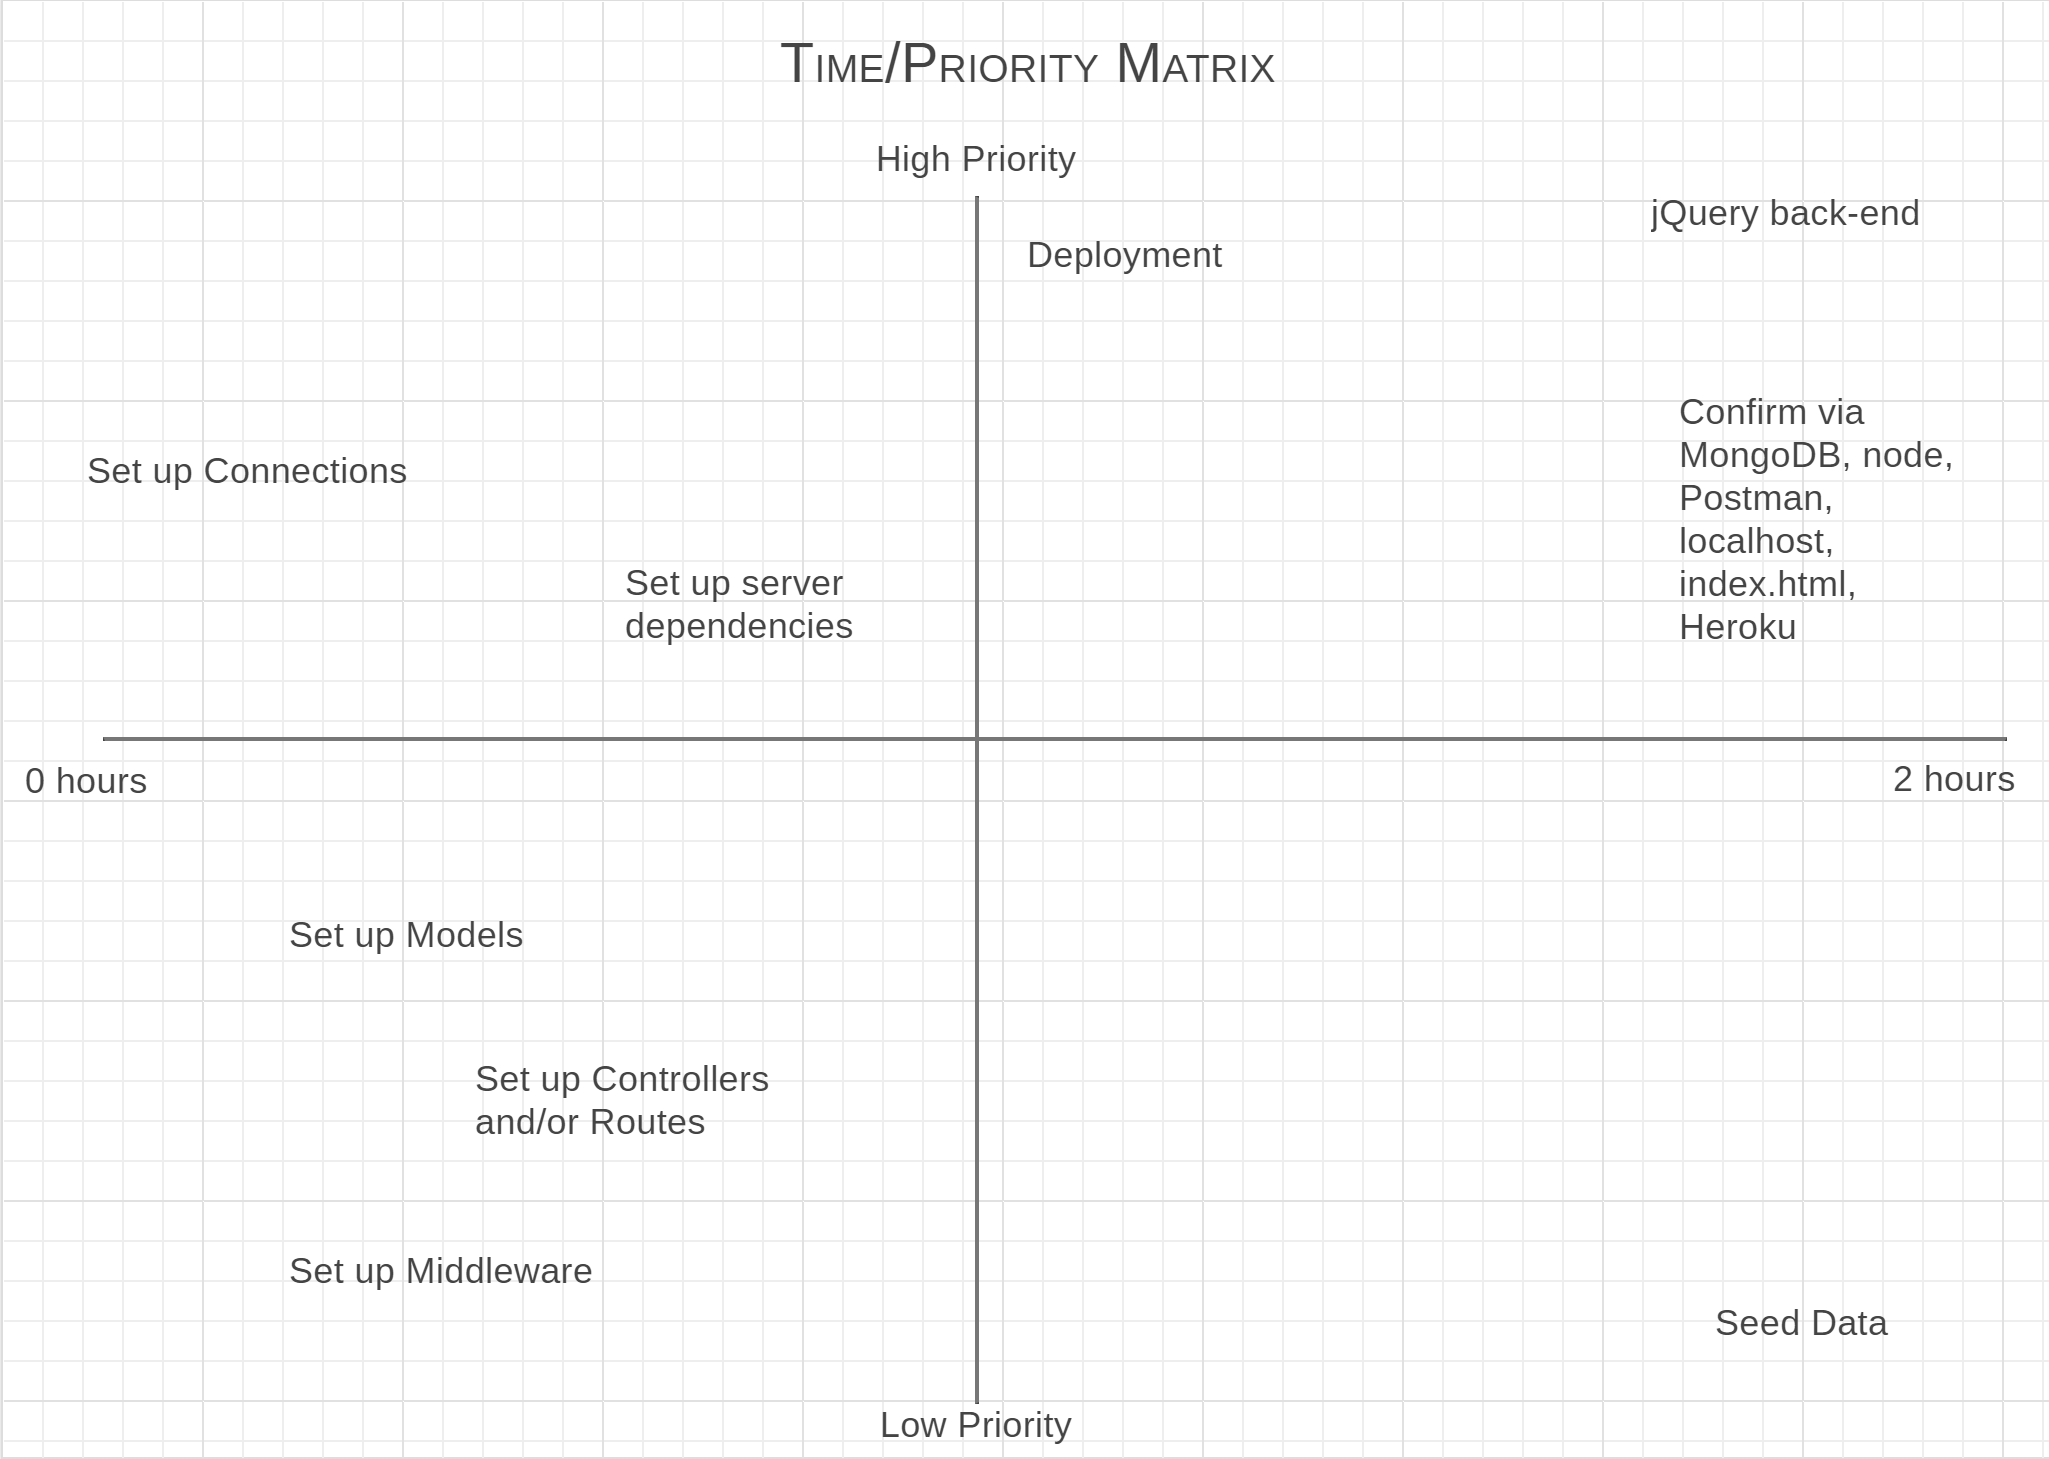 Time/Priority Matrix
High Priority
jQuery back-end
Deployment
Confirm via
MongoDB, node,
Postman,
localhost,
index.html,
Heroku
Set up Connections
Set up server
dependencies
0 hours
2 hours
Set up Models
Set up Controllers
and/or Routes
Set up Middleware
Seed Data
Low Priority